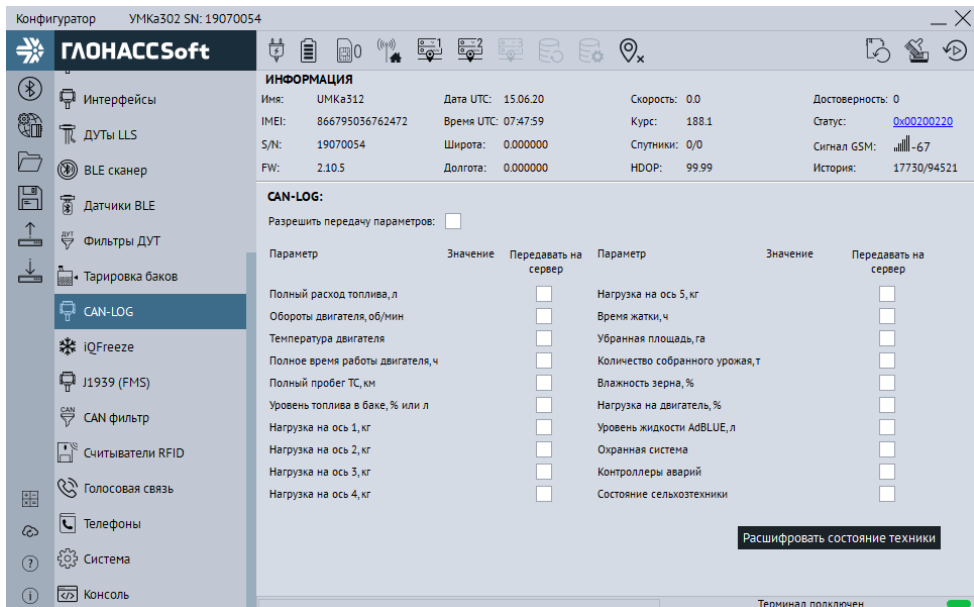 Конфигуратор УМКа302 SN: 19070054
ГЛОНАССSoft
0
1
2
Интерфейсы
ДУТы LLS
BLE сканер
Датчики BLE
Фильтры ДУТ
Тарировка баков
CAN-LOG
iQFreeze
J1939 (FMS)
CAN фильтр
Считыватели RFID
Голосовая связь
Телефоны
Система
Консоль
ИНФОРМАЦИЯ
Имя: UMKa312 Дата UTC: 15.06.20 Скорость: 0.0 Достоверность: 0
IMEI: 866795036762472 Время UTC: 07:47:59 Курс: 188.1 Статус: 0x00200220
S/N: 19070054 Широта: 0.000000 Спутники: 0/0 Сигнал GSM: -67
FW: 2.10.5 Долгота: 0.000000 HDOP: 99.99 История: 17730/94521
CAN-LOG:
Разрешить передачу параметров:
Параметр Значение Передавать на сервер Параметр Значение Передавать на сервер
Полный расход топлива, л Нагрузка на ось 5, кг
Обороты двигателя, об/мин Время жатки, ч
Температура двигателя Убранная площадь, га
Полное время работы двигателя, ч Количество собранного урожая, т
Полный пробег ТС, км Влажность зерна, %
Уровень топлива в баке, % или л Нагрузка на двигатель, %
Нагрузка на ось 1, кг Уровень жидкости AdBLUE, л
Нагрузка на ось 2, кг Охранная система
Нагрузка на ось 3, кг Контроллеры аварий
Нагрузка на ось 4, кг Состояние сельхозтехники
Расшифровать состояние техники
Терминал подключен